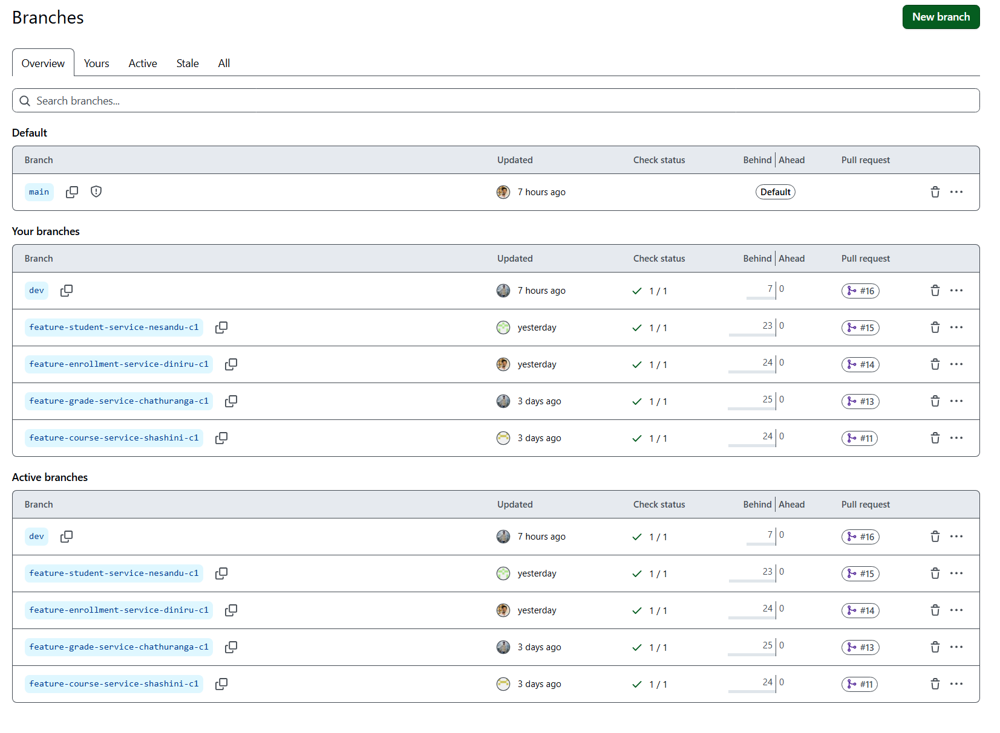 Branches
New branch
Overview Yours Active Stale All
Search branches...
Default
Branch Updated Check status Behind Ahead Pull request
main 7 hours ago Default
Your branches
Branch Updated Check status Behind Ahead Pull request
dev 7 hours ago 1 / 1 7 0 #16
feature-student-service-nesandu-c1 yesterday 1 / 1 23 0 #15
feature-enrollment-service-diniru-c1 yesterday 1 / 1 24 0 #14
feature-grade-service-chathuranga-c1 3 days ago 1 / 1 25 0 #13
feature-course-service-shashini-c1 3 days ago 1 / 1 24 0 #11
Active branches
Branch Updated Check status Behind Ahead Pull request
dev 7 hours ago 1 / 1 7 0 #16
feature-student-service-nesandu-c1 yesterday 1 / 1 23 0 #15
feature-enrollment-service-diniru-c1 yesterday 1 / 1 24 0 #14
feature-grade-service-chathuranga-c1 3 days ago 1 / 1 25 0 #13
feature-course-service-shashini-c1 3 days ago 1 / 1 24 0 #11